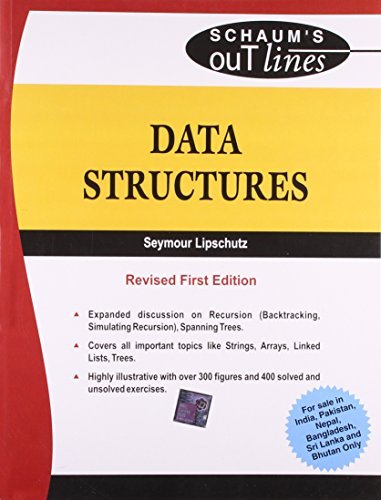 SCHAUM'S
ouTlines
DATA
STRUCTURES
Seymour Lipschutz
Revised First Edition
Expanded discussion on Recursion (Backtracking,
Simulating Recursion), Spanning Trees.
Covers all important topics like Strings, Arrays, Linked
Lists, Trees.
Highly illustrative with over 300 figures and 400 solved and
unsolved exercises.
For sale in
India, Pakistan,
Nepal,
Bangladesh,
Sri Lanka and
Bhutan Only